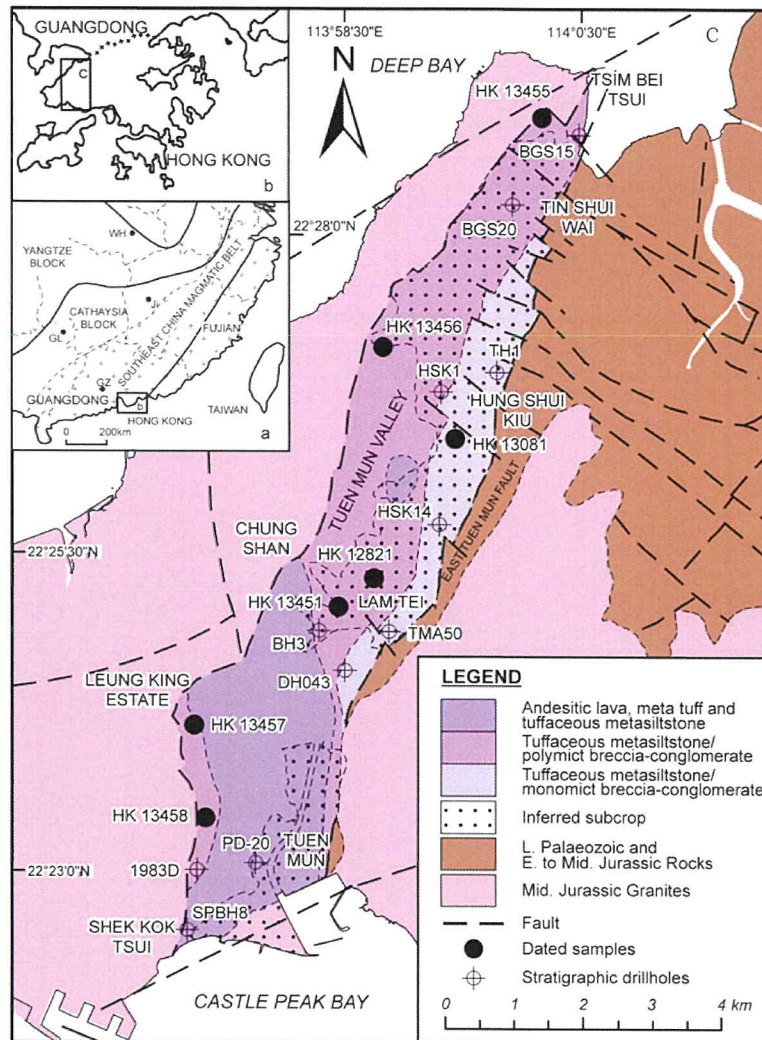 GUANGDONG
C
HONG KONG
b
WH
YANGTZE
BLOCK
CATHAYSIA
BLOCK
SOUTHEAST CHINA MAGMATIC BELT
FUJIAN
GL
GZ
GUANGDONG
b
HONG KONG
TAIWAN
0 200km
a
113°58'30"E
114°0'30"E
C
N
DEEP BAY
HK 13455
TSIM BEI
TSUI
BGS15
22°28'0"N
BGS20
TIN SHUI
WAI
HK 13456
TH1
HSK1
HUNG SHUI
KIU
HK 13081
TUEN MUN VALLEY
HSK14
EAST TUEN MUN FAULT
22°25'30"N
CHUNG
SHAN
HK 12821
HK 13451
LAM TEI
BH3
TMA50
DH043
LEUNG KING
ESTATE
HK 13457
HK 13458
PD-20
TUEN
MUN
22°23'0"N
1983D
SPBH8
SHEK KOK
TSUI
CASTLE PEAK BAY
LEGEND
Andesitic lava, meta tuff and
tuffaceous metasiltstone
Tuffaceous metasiltstone/
polymict breccia-conglomerate
Tuffaceous metasiltstone/
monomict breccia-conglomerate
Inferred subcrop
L. Palaeozoic and
E. to Mid. Jurassic Rocks
Mid. Jurassic Granites
Fault
Dated samples
Stratigraphic drillholes
0 1 2 3 4 km